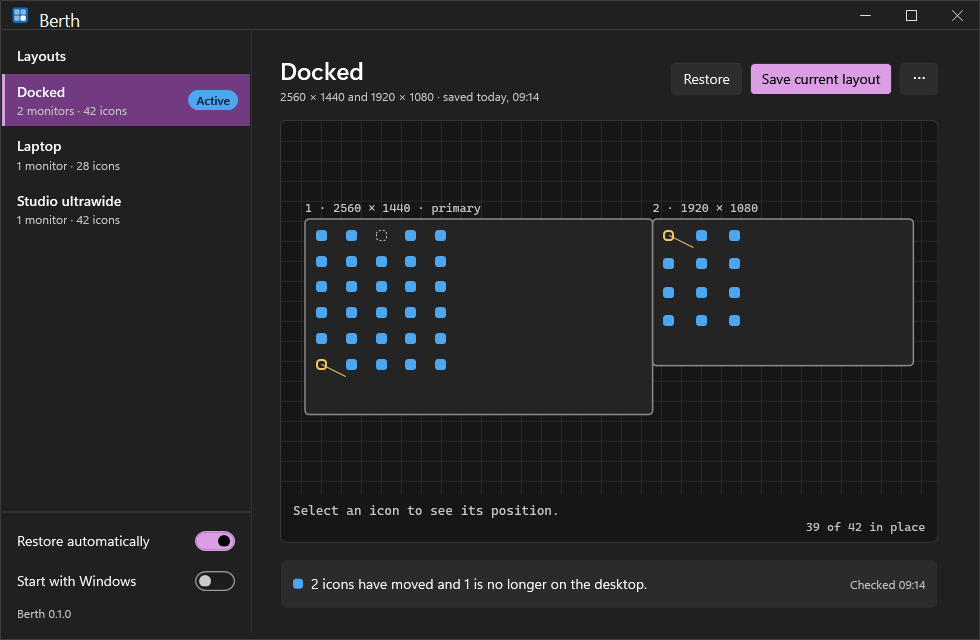 Berth
Layouts
Docked
2 monitors · 42 icons
Active
Laptop
1 monitor · 28 icons
Studio ultrawide
1 monitor · 42 icons
Restore automatically
Start with Windows
Berth 0.1.0
Docked
2560 × 1440 and 1920 × 1080 · saved today, 09:14
Restore
Save current layout
...
1 · 2560 × 1440 · primary
2 · 1920 × 1080
Select an icon to see its position.
39 of 42 in place
2 icons have moved and 1 is no longer on the desktop.
Checked 09:14